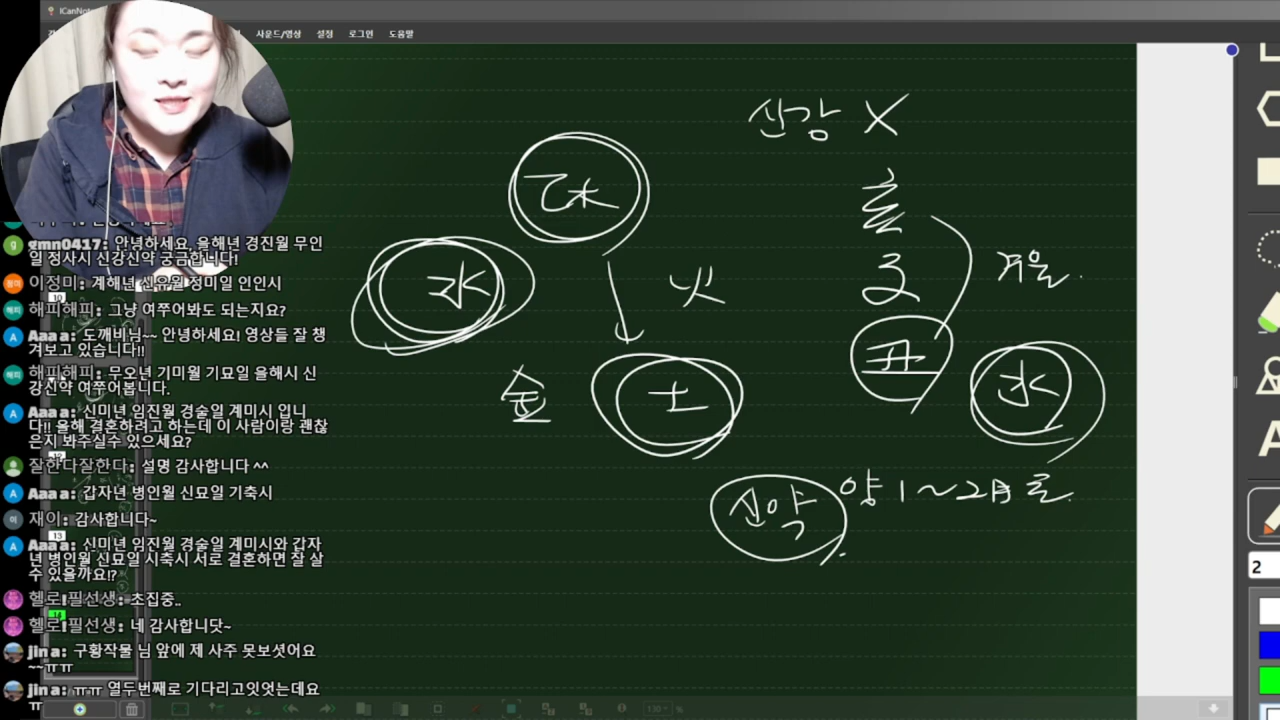 ICanNote
사운드/영상 설정 로그인 도움말
gmn0417: 안녕하세요, 을해년 경진월 무인
일 정사시 신강신약 궁금합니다!
이정미: 계해년 신유월 정미일 인인시
해피해피: 그냥 여쭈어봐도 되는지요?
Aaaa: 도깨비님~~ 안녕하세요! 영상들 잘 챙
겨보고 있습니다!!
해피해피: 무오년 기미월 기묘일 을해시 신
강신약 여쭈어봅니다.
Aaaa: 신미년 임진월 경술일 계미시 입니
다!! 올해 결혼하려고 하는데 이 사람이랑 괜찮
은지 봐주실수 있으세요?
잘한다잘한다: 설명 감사합니다 ^^
Aaaa: 갑자년 병인월 신묘일 기축시
재이: 감사합니다~
Aaaa: 신미년 임진월 경술일 계미시와 갑자
년 병인월 신묘일 시축시 서로 결혼하면 잘 살
수 있을까요!?
헬로!필선생: 초집중..
헬로!필선생: 네 감사합니닷~
jina: 구황작물 님 앞에 제 사주 못보셧어요
~~ㅠㅠ
jina: ㅠㅠ 열두번째로 기다리고잇엇는데요
ㅠ
10
13
14
신강 X
乙木
水
火
土
金
子
丑
겨울.
水
신약
양 1~2月
130
%
2